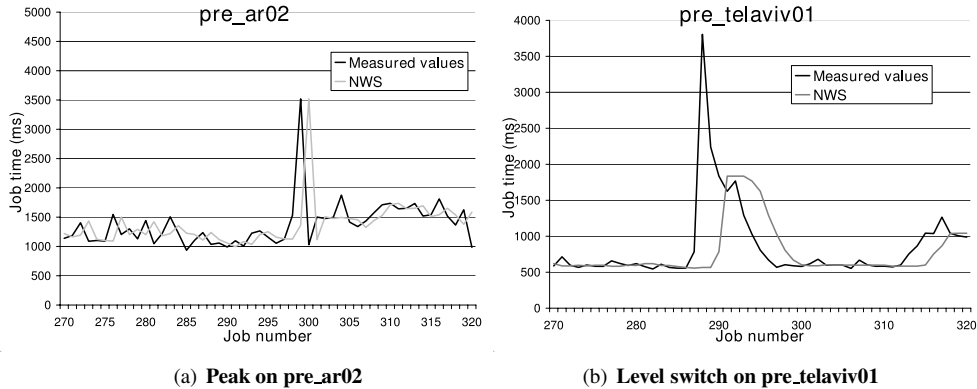 pre_ar02
5000
4500
4000
3500
3000
2500
2000
1500
1000
500
0
Job time (ms)
Measured values
NWS
270 275 280 285 290 295 300 305 310 315 320
Job number
(a) Peak on pre_ar02
pre_telaviv01
4000
3500
3000
2500
2000
1500
1000
500
0
Job time (ms)
Measured values
NWS
270 280 290 300 310 320
Job number
(b) Level switch on pre_telaviv01